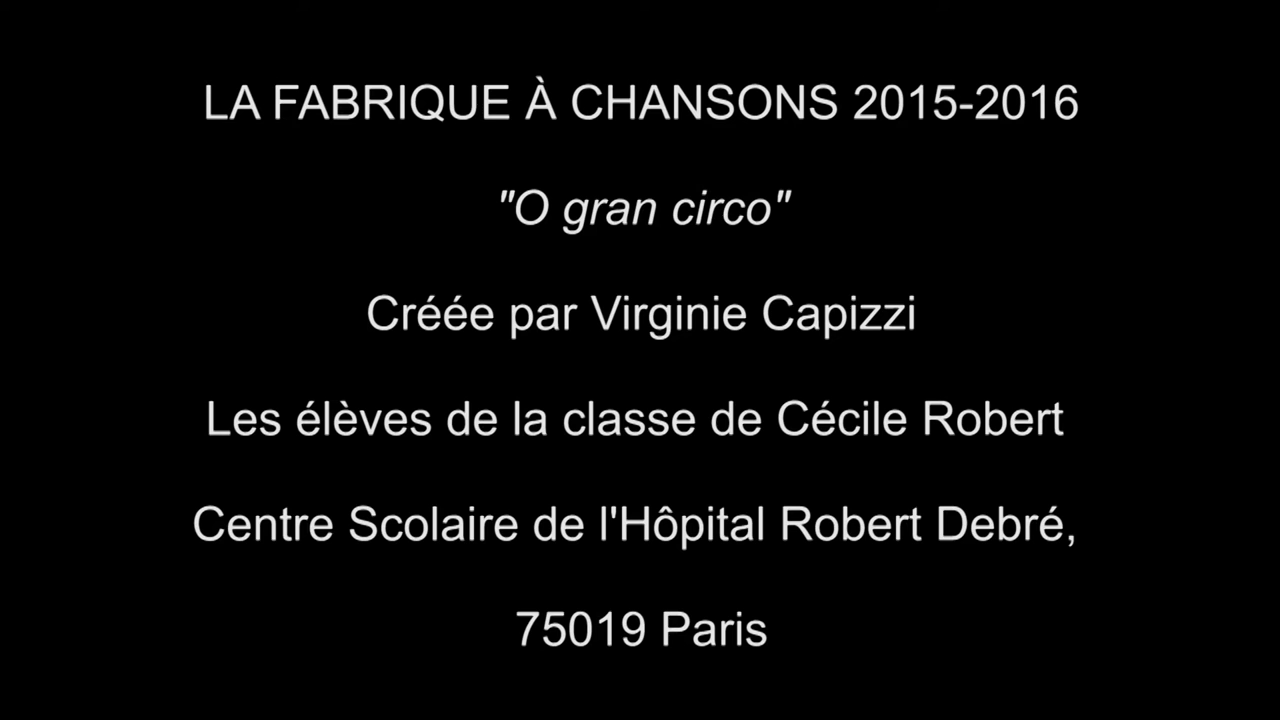 LA FABRIQUE À CHANSONS 2015-2016
"O gran circo"
Créée par Virginie Capizzi
Les élèves de la classe de Cécile Robert
Centre Scolaire de l'Hôpital Robert Debré,
75019 Paris